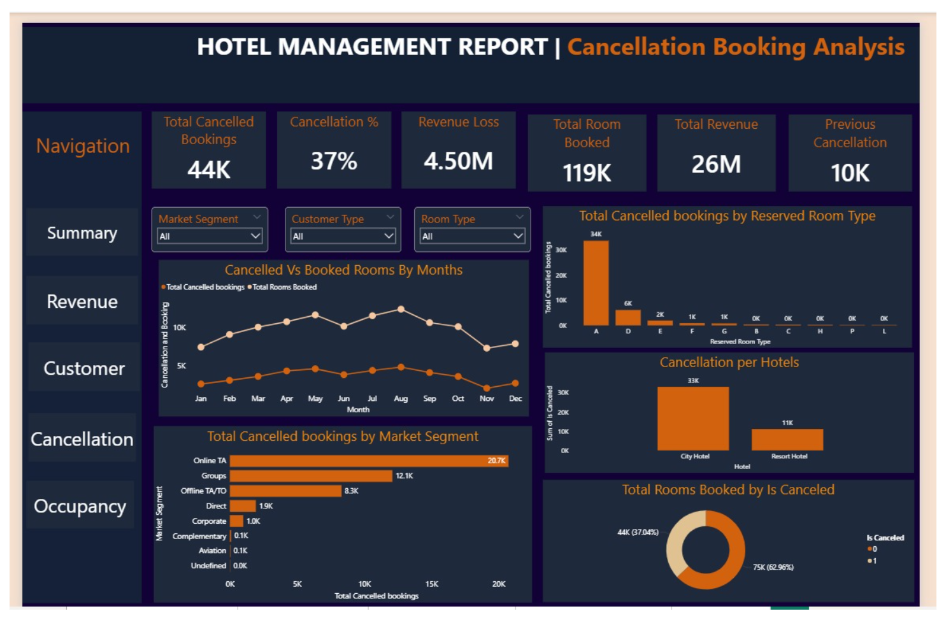 HOTEL MANAGEMENT REPORT | Cancellation Booking Analysis
Navigation
Summary
Revenue
Customer
Cancellation
Occupancy
Total Cancelled
Bookings
44K
Cancellation %
37%
Revenue Loss
4.50M
Total Room
Booked
119K
Total Revenue
26M
Previous
Cancellation
10K
Market Segment
All
Customer Type
All
Room Type
All
Cancelled Vs Booked Rooms By Months
Total Cancelled bookings Total Rooms Booked
Cancellation and Booking
10K
5K
Jan Feb Mar Apr May Jun Jul Aug Sep Oct Nov Dec
Month
Total Cancelled bookings by Market Segment
Market Segment
Online TA 20.7K
Groups 12.1K
Offline TA/TO 8.3K
Direct 1.9K
Corporate 1.0K
Complementary 0.1K
Aviation 0.1K
Undefined 0.0K
0K 5K 10K 15K 20K
Total Cancelled bookings
Total Cancelled bookings by Reserved Room Type
Total Cancelled bookings
30K
20K
10K
0K
34K 6K 2K 1K 1K 0K 0K 0K 0K 0K
A D E F G B C H P L
Reserved Room Type
Cancellation per Hotels
Sum of Is Canceled
30K
20K
10K
0K
33K 11K
City Hotel Resort Hotel
Hotel
Total Rooms Booked by Is Canceled
44K (37.04%)
75K (62.96%)
Is Canceled
0
1